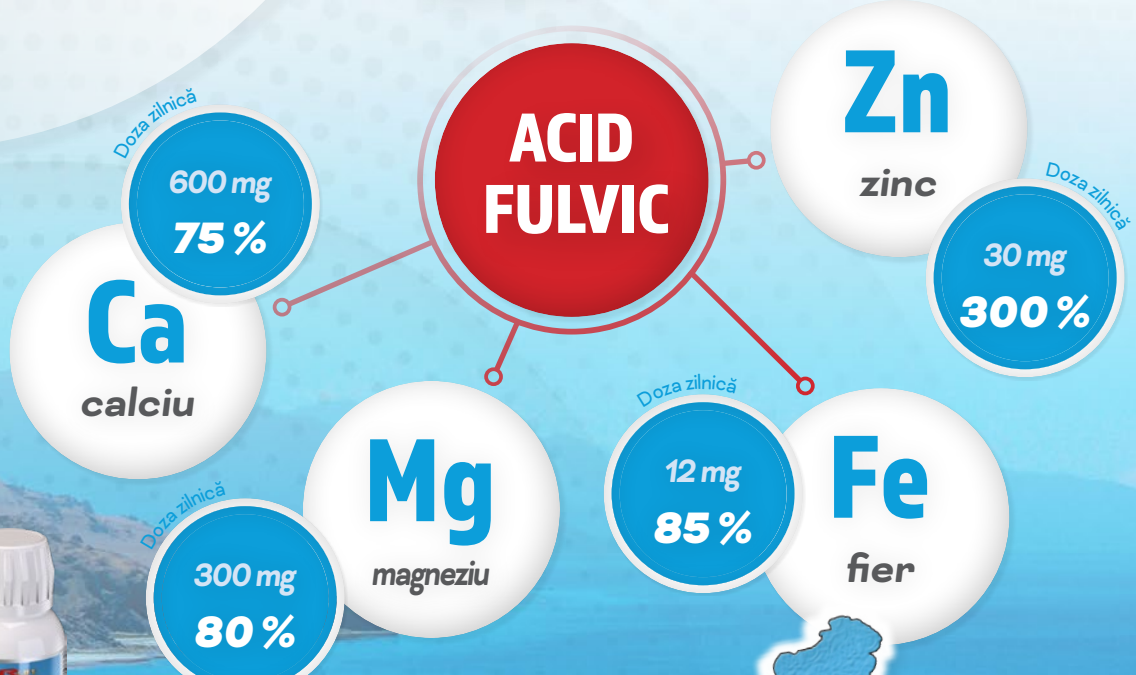 ACID
FULVIC
Zn
zinc
Doza zilnică
30 mg
300 %
Doza zilnică
600 mg
75 %
Ca
calciu
Mg
magneziu
Doza zilnică
300 mg
80 %
Doza zilnică
12 mg
85 %
Fe
fier